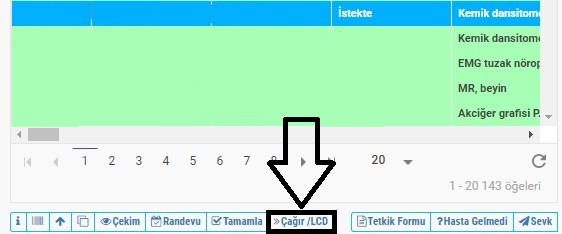 İstekte Kemik dansitome
Kemik dansitome
EMG tuzak nörop
MR, beyin
Akciğer grafisi P.
1 2 3 4 5 6 7 20
1 - 20 143 öğeleri
Çekim Randevu Tamamla Çağır /LCD Tetkik Formu ?Hasta Gelmedi Sevk